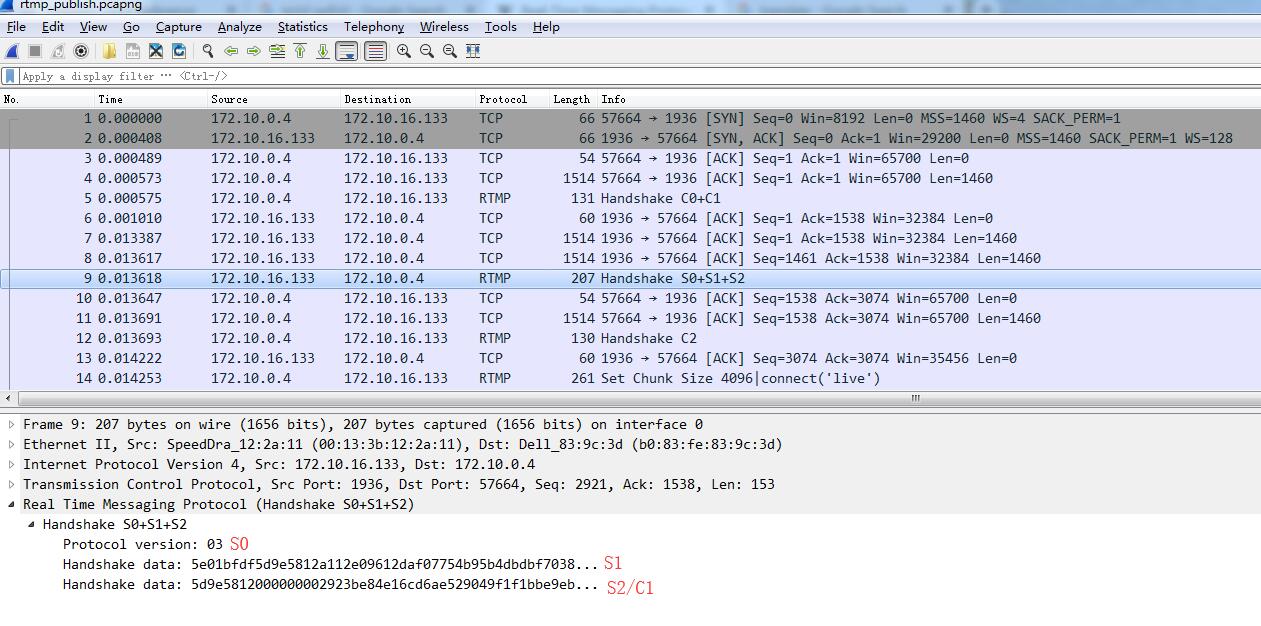 rtmp_publish.pcapng
File Edit View Go Capture Analyze Statistics Telephony Wireless Tools Help
Apply a display filter … <Ctrl-/>
No. Time Source Destination Protocol Length Info
1 0.000000 172.10.0.4 172.10.16.133 TCP 66 57664 → 1936 [SYN] Seq=0 Win=8192 Len=0 MSS=1460 WS=4 SACK_PERM=1
2 0.000408 172.10.16.133 172.10.0.4 TCP 66 1936 → 57664 [SYN, ACK] Seq=0 Ack=1 Win=29200 Len=0 MSS=1460 SACK_PERM=1 WS=128
3 0.000489 172.10.0.4 172.10.16.133 TCP 54 57664 → 1936 [ACK] Seq=1 Ack=1 Win=65700 Len=0
4 0.000573 172.10.0.4 172.10.16.133 TCP 1514 57664 → 1936 [ACK] Seq=1 Ack=1 Win=65700 Len=1460
5 0.000575 172.10.0.4 172.10.16.133 RTMP 131 Handshake C0+C1
6 0.001010 172.10.16.133 172.10.0.4 TCP 60 1936 → 57664 [ACK] Seq=1 Ack=1538 Win=32384 Len=0
7 0.013387 172.10.16.133 172.10.0.4 TCP 1514 1936 → 57664 [ACK] Seq=1 Ack=1538 Win=32384 Len=1460
8 0.013617 172.10.16.133 172.10.0.4 TCP 1514 1936 → 57664 [ACK] Seq=1461 Ack=1538 Win=32384 Len=1460
9 0.013618 172.10.16.133 172.10.0.4 RTMP 207 Handshake S0+S1+S2
10 0.013647 172.10.0.4 172.10.16.133 TCP 54 57664 → 1936 [ACK] Seq=1538 Ack=3074 Win=65700 Len=0
11 0.013691 172.10.0.4 172.10.16.133 TCP 1514 57664 → 1936 [ACK] Seq=1538 Ack=3074 Win=65700 Len=1460
12 0.013693 172.10.0.4 172.10.16.133 RTMP 130 Handshake C2
13 0.014222 172.10.16.133 172.10.0.4 TCP 60 1936 → 57664 [ACK] Seq=3074 Ack=3074 Win=35456 Len=0
14 0.014253 172.10.0.4 172.10.16.133 RTMP 261 Set Chunk Size 4096|connect('live')
Frame 9: 207 bytes on wire (1656 bits), 207 bytes captured (1656 bits) on interface 0
Ethernet II, Src: SpeedDra_12:2a:11 (00:13:3b:12:2a:11), Dst: Dell_83:9c:3d (b0:83:fe:83:9c:3d)
Internet Protocol Version 4, Src: 172.10.16.133, Dst: 172.10.0.4
Transmission Control Protocol, Src Port: 1936, Dst Port: 57664, Seq: 2921, Ack: 1538, Len: 153
Real Time Messaging Protocol (Handshake S0+S1+S2)
Handshake S0+S1+S2
Protocol version: 03 S0
Handshake data: 5e01bfdf5d9e5812a112e09612daf07754b95b4dbdbf7038... S1
Handshake data: 5d9e5812000000002923be84e16cd6ae529049f1f1bbe9eb... S2/C1